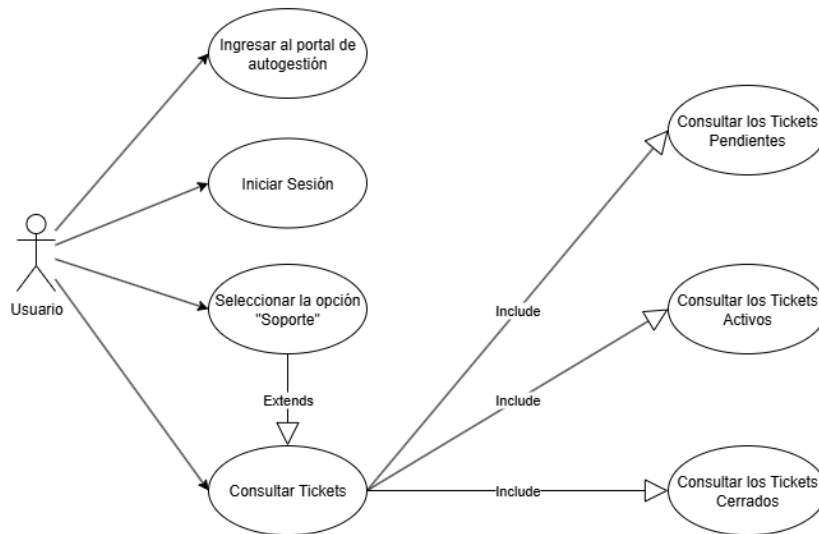 Ingresar al portal de
autogestión
Iniciar Sesión
Usuario
Seleccionar la opción
"Soporte"
Extends
Consultar Tickets
Consultar los Tickets
Pendientes
Include
Consultar los Tickets
Activos
Include
Consultar los Tickets
Cerrados
Include